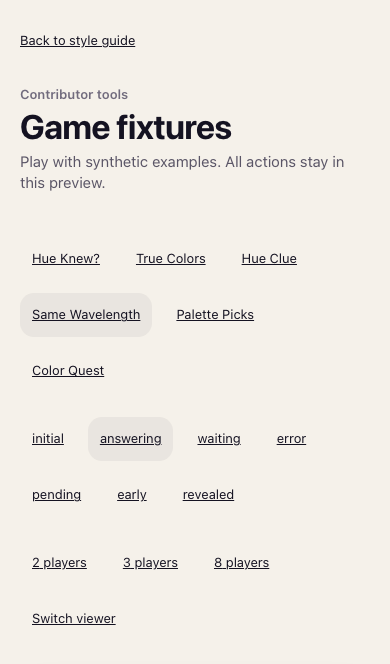 Back to style guide
Contributor tools
Game fixtures
Play with synthetic examples. All actions stay in
this preview.
Hue Knew? True Colors Hue Clue
Same Wavelength Palette Picks
Color Quest
initial answering waiting error
pending early revealed
2 players 3 players 8 players
Switch viewer